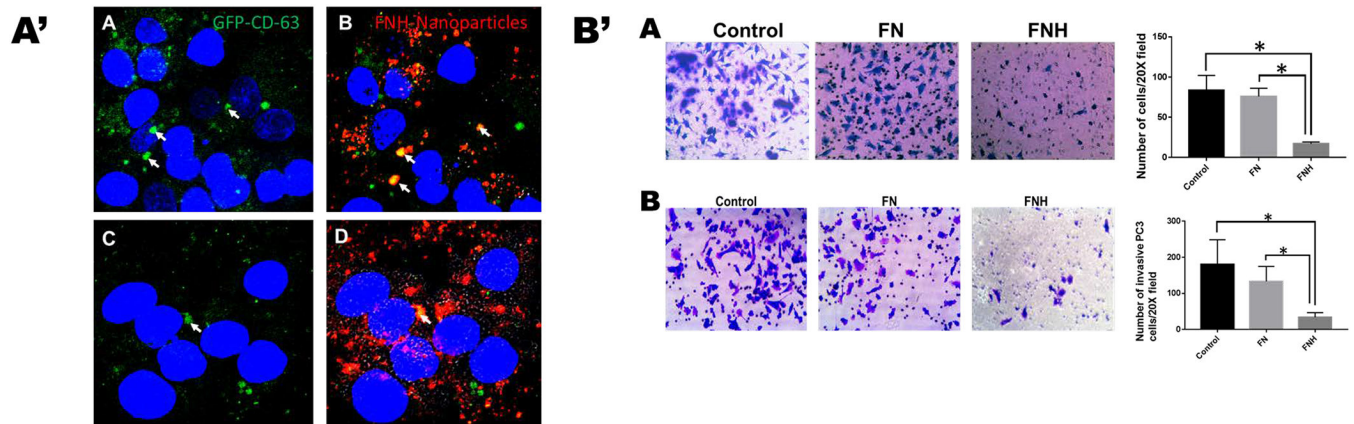 A'
A GFP-CD-63
B FNH-Nanoparticles
C
D
B'
A
Control FN FNH
Number of cells/20X field
150
100
50
0
Control FN FNH
*
*
B
Control FN FNH
Number of invasive PC3
cells/20X field
300
200
100
0
Control FN FNH
*
*